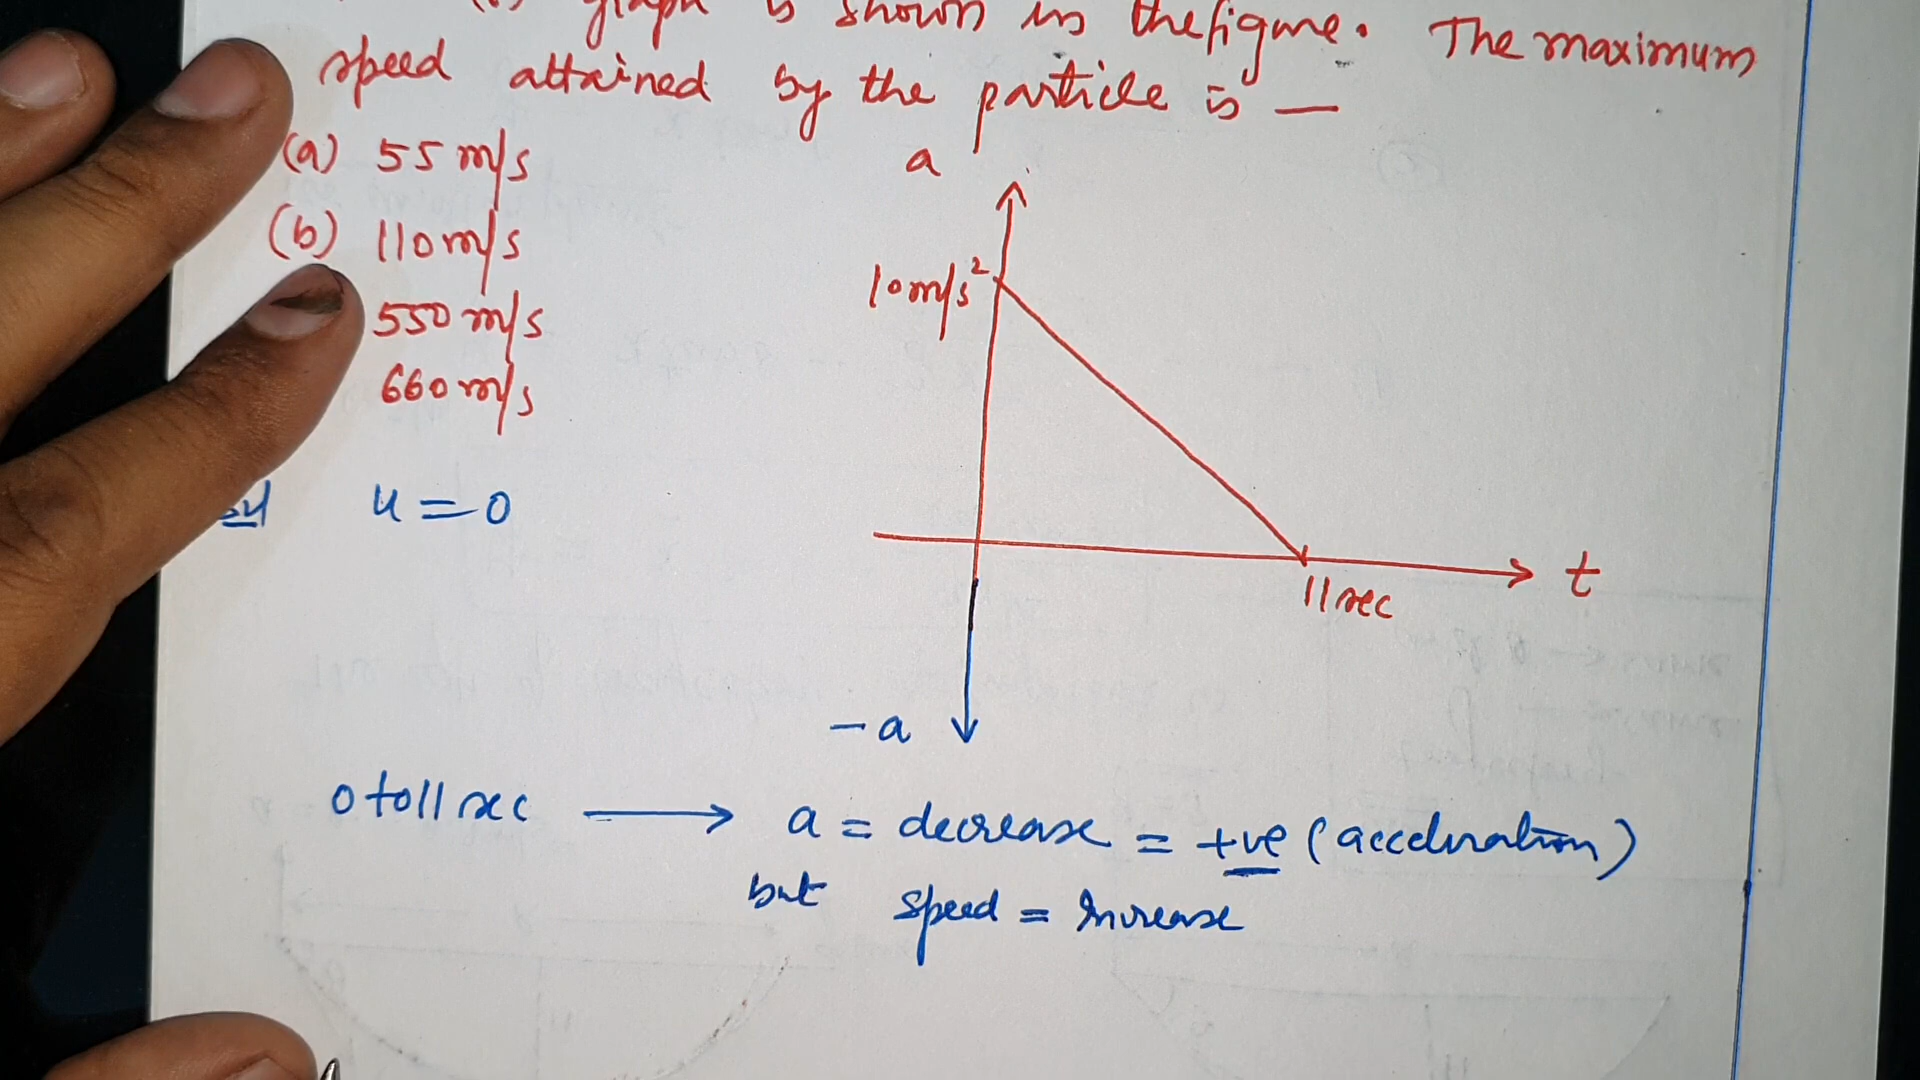 graph is shown in the figure. The maximum
speed attained by the particle is —
(a) 55 m/s
(b) 110 m/s
550 m/s
660 m/s
a
10 m/s²
t
11 sec
-a
u = 0
0 to 11 sec → a = decrease = +ve (acceleration)
but speed = Increase